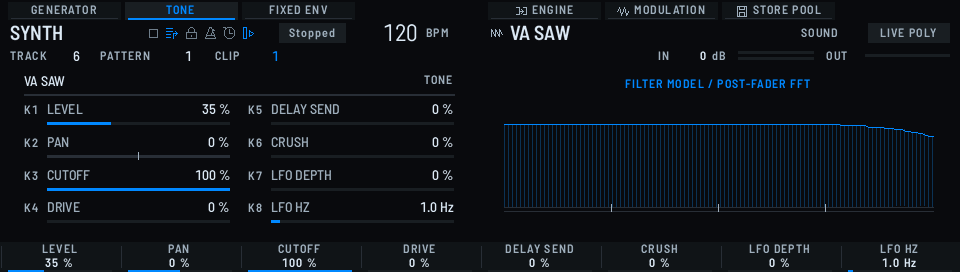 GENERATOR TONE FIXED ENV ENGINE MODULATION STORE POOL
SYNTH Stopped 120 BPM VA SAW SOUND LIVE POLY
TRACK 6 PATTERN 1 CLIP 1 IN 0 dB OUT
VA SAW TONE
FILTER MODEL / POST-FADER FFT
K1 LEVEL 35 % K5 DELAY SEND 0 %
K2 PAN 0 % K6 CRUSH 0 %
K3 CUTOFF 100 % K7 LFO DEPTH 0 %
K4 DRIVE 0 % K8 LFO HZ 1.0 Hz
LEVEL PAN CUTOFF DRIVE DELAY SEND CRUSH LFO DEPTH LFO HZ
35 % 0 % 100 % 0 % 0 % 0 % 0 % 1.0 Hz